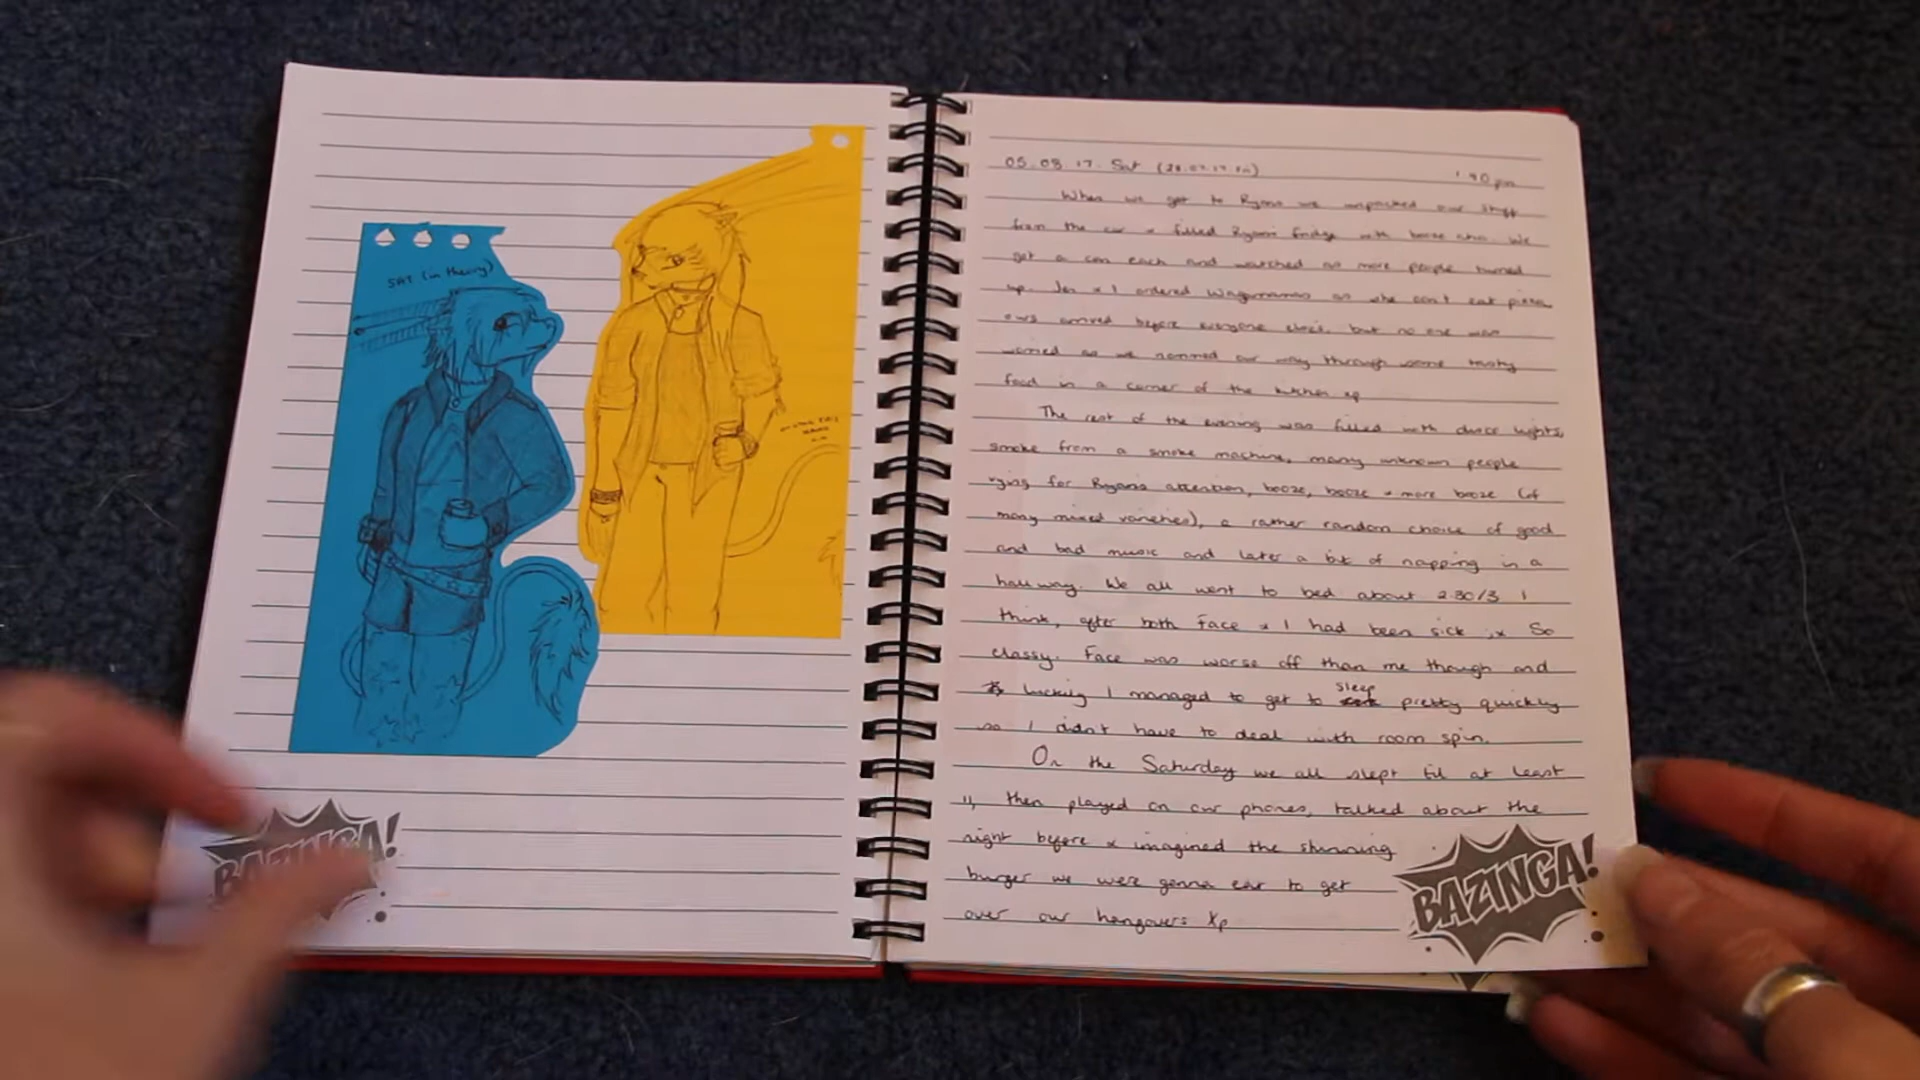 SAT (in theory)
BAZINGA!
05.08.17. Sat (28.07.17. Fri) 1.40pm
When we got to Ryans we unpacked our stuff
from the car & filled Ryans fridge with booze. We
got a can each and watched as more people turned
up. Jen & I ordered Wagamamas as she can't eat pizza
ours arrived before everyone else's, but no one was
worried as we nommed our way through some tasty
food in a corner of the kitchen xp
The rest of the evening was filled with disco lights,
smoke from a smoke machine, many unknown people
vying for Ryans attention, booze, booze & more booze (of
many mixed varieties), a rather random choice of good
and bad music and later a bit of napping in a
hallway. We all went to bed about 2.30/3 I
think, after both Face & I had been sick ;x So
classy. Face was worse off than me though and
luckily I managed to get to sleep pretty quickly
so I didn't have to deal with room spin.
On the Saturday we all slept til at least
11, then played on our phones, talked about the
night before & imagined the stunning
burger we were gonna eat to get
over our hangovers Xp
BAZINGA!